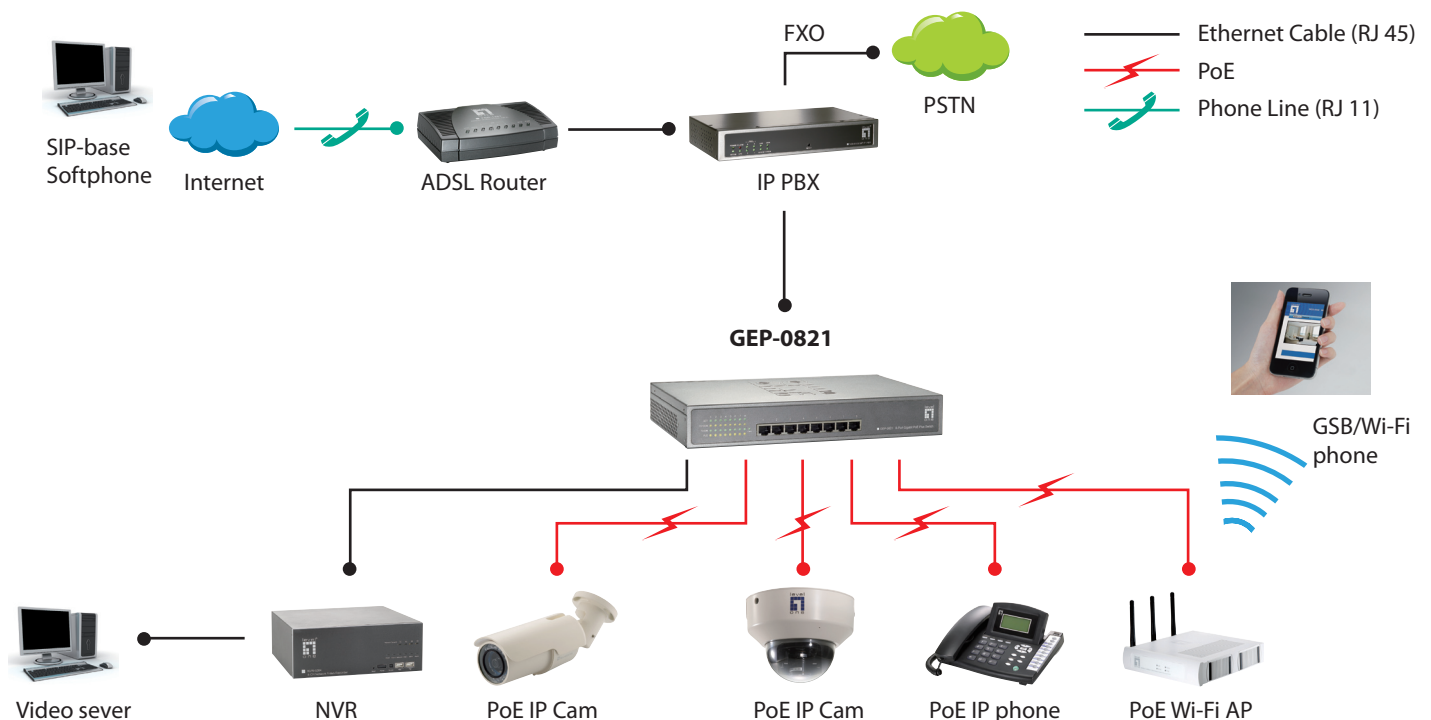 FXO
Ethernet Cable (RJ 45)
PoE
PSTN
Phone Line (RJ 11)
SIP-base
Softphone
Internet
ADSL Router
IP PBX
GEP-0821
GSB/Wi-Fi
phone
Video sever
NVR
PoE IP Cam
PoE IP Cam
PoE IP phone
PoE Wi-Fi AP